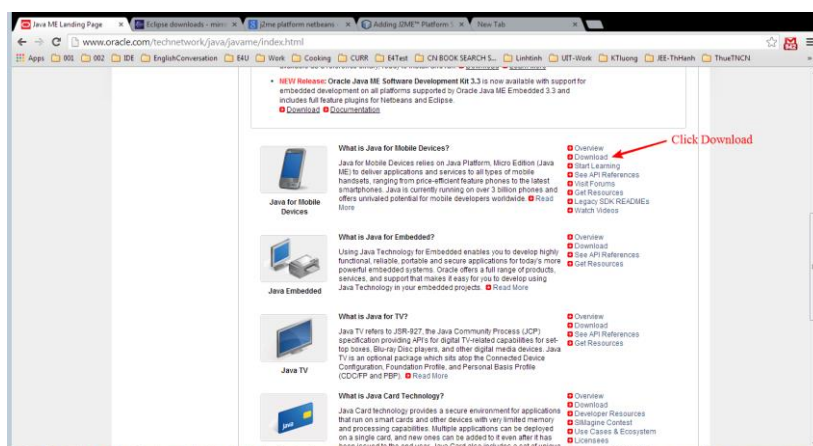 Java ME Landing Page
Eclipse downloads - mirro
j2me platform netbeans -
Adding J2ME™ Platform S
New Tab
www.oracle.com/technetwork/java/javame/index.html
Apps 001 002 IDE EnglishConversation E4U Work Cooking CURR E4Test CN BOOK SEARCH S... Linhtinh UIT-Work KTluong JEE-ThHanh ThueTNCN »
NEW Release: Oracle Java ME Software Development Kit 3.3 is now available with support for
embedded development on all platforms supported by Oracle Java ME Embedded 3.3 and
includes full feature plugins for Netbeans and Eclipse.
Download Documentation
Click Download
Java for Mobile
Devices
What is Java for Mobile Devices?
Java for Mobile Devices relies on Java Platform, Micro Edition (Java
ME) to deliver applications and services to all types of mobile
handsets, ranging from price-efficient feature phones to the latest
smartphones. Java is currently running on over 3 billion phones and
offers unrivaled potential for mobile developers worldwide. Read
More
Overview
Download
Start Learning
See API References
Visit Forums
Get Resources
Legacy SDK READMEs
Watch Videos
Java Embedded
What is Java for Embedded?
Using Java Technology for Embedded enables you to develop highly
functional, reliable, portable and secure applications for today's more
powerful embedded systems. Oracle offers a full range of products,
services, and support that makes it easy for you to develop using
Java Technology in your embedded projects. Read More
Overview
Download
See API References
Get Resources
Java TV
What is Java for TV?
Java TV refers to JSR-927, the Java Community Process (JCP)
specification providing APIs for digital TV-related capabilities for set-
top boxes, Blu-ray Disc players, and other digital media devices. Java
TV is an optional package which sits atop the Connected Device
Configuration, Foundation Profile, and Personal Basis Profile
(CDC/FP and PBP). Read More
Overview
Download
See API References
Get Resources
Java
What is Java Card Technology?
Java Card technology provides a secure environment for applications
that run on smart cards and other devices with very limited memory
and processing capabilities. Multiple applications can be deployed
on a single card, and new ones can be added to it even after it has
Overview
Download
Developer Resources
SIMagine Contest
Use Cases & Ecosystem
Licensees